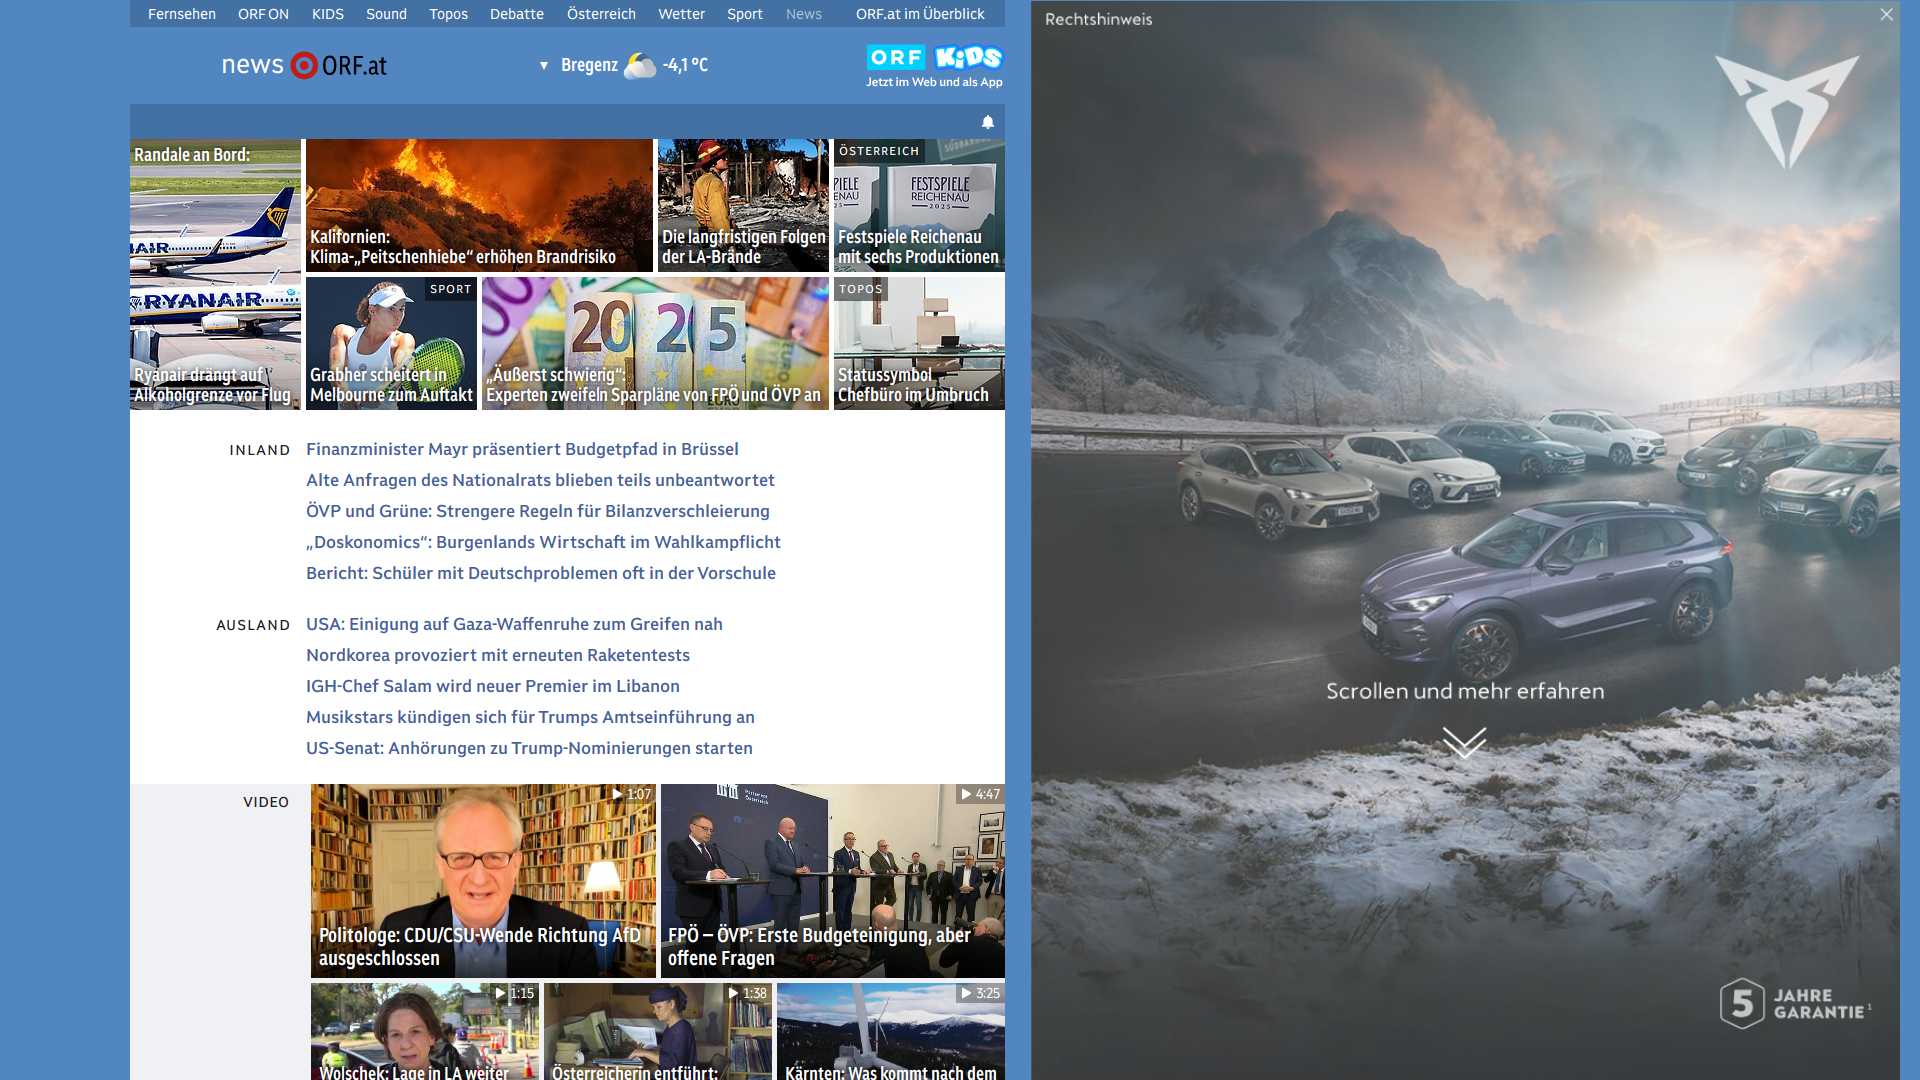 Fernsehen ORF ON KIDS Sound Topos Debatte Österreich Wetter Sport News ORF.at im Überblick
news ORF.at
▼ Bregenz -4,1 °C
ORF KiDS
Jetzt im Web und als App
Randale an Bord:
Ryanair drängt auf
Alkoholgrenze vor Flug
RYANAIR
Kalifornien:
Klima-„Peitschenhiebe“ erhöhen Brandrisiko
Die langfristigen Folgen
der LA-Brände
ÖSTERREICH
FESTSPIELE
REICHENAU
2025
Festspiele Reichenau
mit sechs Produktionen
SPORT
Grabher scheitert in
Melbourne zum Auftakt
2025
„Äußerst schwierig“:
Experten zweifeln Sparpläne von FPÖ und ÖVP an
TOPOS
Statussymbol
Chefbüro im Umbruch
INLAND
Finanzminister Mayr präsentiert Budgetpfad in Brüssel
Alte Anfragen des Nationalrats blieben teils unbeantwortet
ÖVP und Grüne: Strengere Regeln für Bilanzverschleierung
„Doskonomics“: Burgenlands Wirtschaft im Wahlkampflicht
Bericht: Schüler mit Deutschproblemen oft in der Vorschule
AUSLAND
USA: Einigung auf Gaza-Waffenruhe zum Greifen nah
Nordkorea provoziert mit erneuten Raketentests
IGH-Chef Salam wird neuer Premier im Libanon
Musikstars kündigen sich für Trumps Amtseinführung an
US-Senat: Anhörungen zu Trump-Nominierungen starten
VIDEO
1:07
Politologe: CDU/CSU-Wende Richtung AfD
ausgeschlossen
4:47
FPÖ – ÖVP: Erste Budgeteinigung, aber
offene Fragen
1:15
Wolschek: Lage in LA weiter
1:38
Österreicherin entführt:
3:25
Kärnten: Was kommt nach dem
Rechtshinweis
Scrollen und mehr erfahren
5 JAHRE
GARANTIE¹